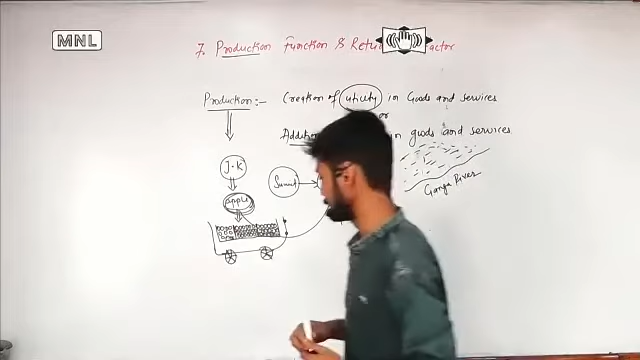 MNL
7. Production Function & Retu actor
Production :- Creation of utility in Goods and services
or
Addition in goods and services
J-K
Apple
Summit
Ganga River